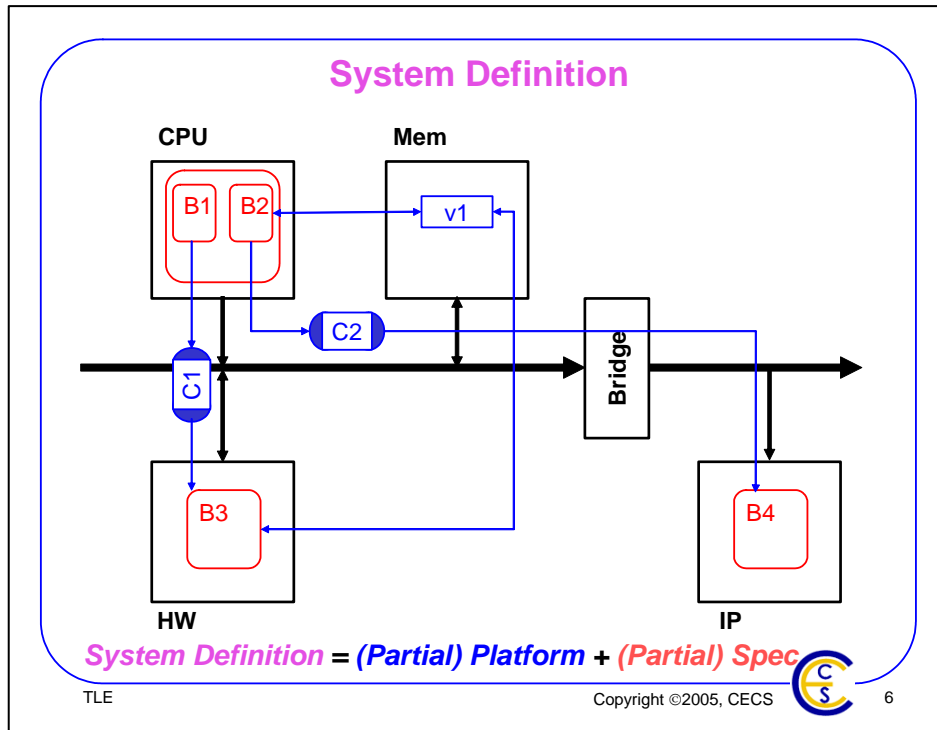 System Definition
CPU
Mem
B1
B2
v1
C2
C1
Bridge
B3
B4
HW
IP
System Definition = (Partial) Platform + (Partial) Spec
TLE
Copyright ©2005, CECS
C
S
6